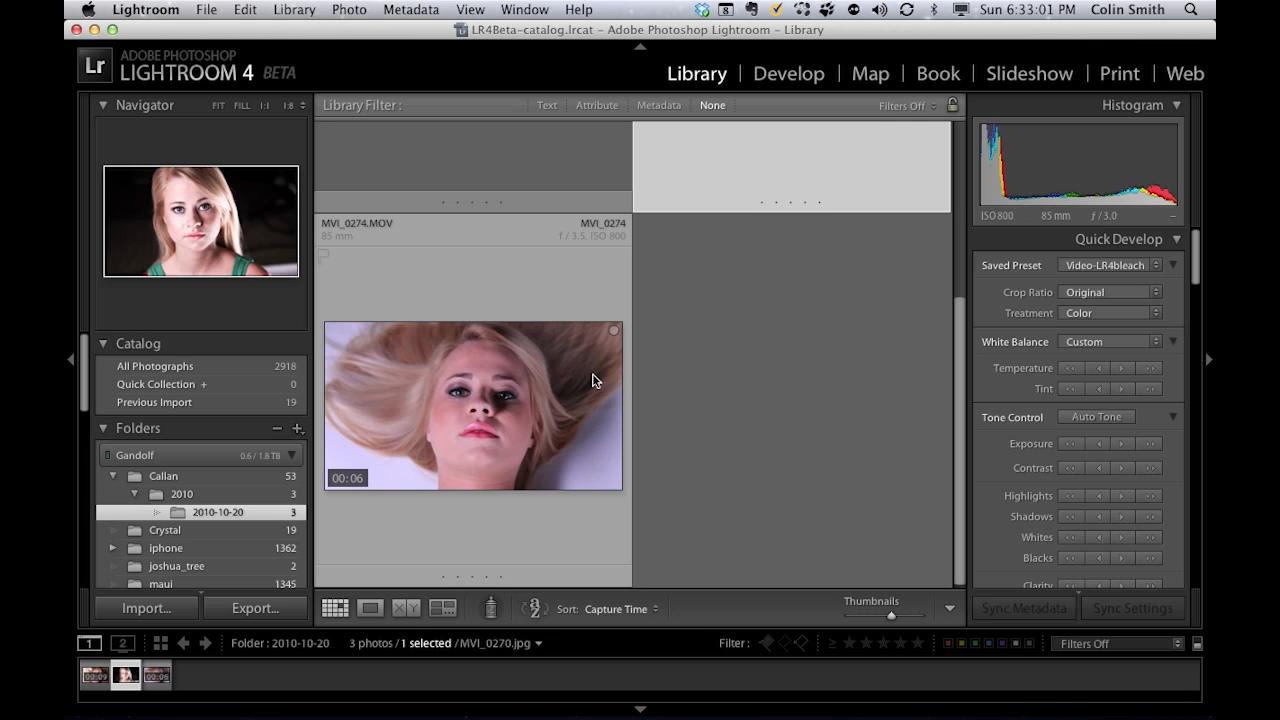 Lightroom File Edit Library Photo Metadata View Window Help 8 Sun 6:33:01 PM Colin Smith
LR4Beta-catalog.lrcat – Adobe Photoshop Lightroom – Library
Lr ADOBE PHOTOSHOP
LIGHTROOM 4 BETA
Library | Develop | Map | Book | Slideshow | Print | Web
Navigator FIT FILL 1:1 1:8
Library Filter : Text Attribute Metadata None Filters Off
Histogram
ISO 800 85 mm ƒ / 3.0 –
MVI_0274.MOV MVI_0274
85 mm f / 3.5, ISO 800
00:06
Catalog
All Photographs 2918
Quick Collection + 0
Previous Import 19
Folders
Gandolf 0.6 / 1.8 TB
Callan 53
2010 3
2010-10-20 3
Crystal 19
iphone 1362
joshua_tree 2
maui 1345
Import... Export...
Quick Develop
Saved Preset Video-LR4bleach
Crop Ratio Original
Treatment Color
White Balance Custom
Temperature
Tint
Tone Control Auto Tone
Exposure
Contrast
Highlights
Shadows
Whites
Blacks
Clarity
XY Sort: Capture Time Thumbnails
Sync Metadata Sync Settings
1 2 Folder : 2010-10-20 3 photos / 1 selected / MVI_0270.jpg Filter : Filters Off
00:09 00:06